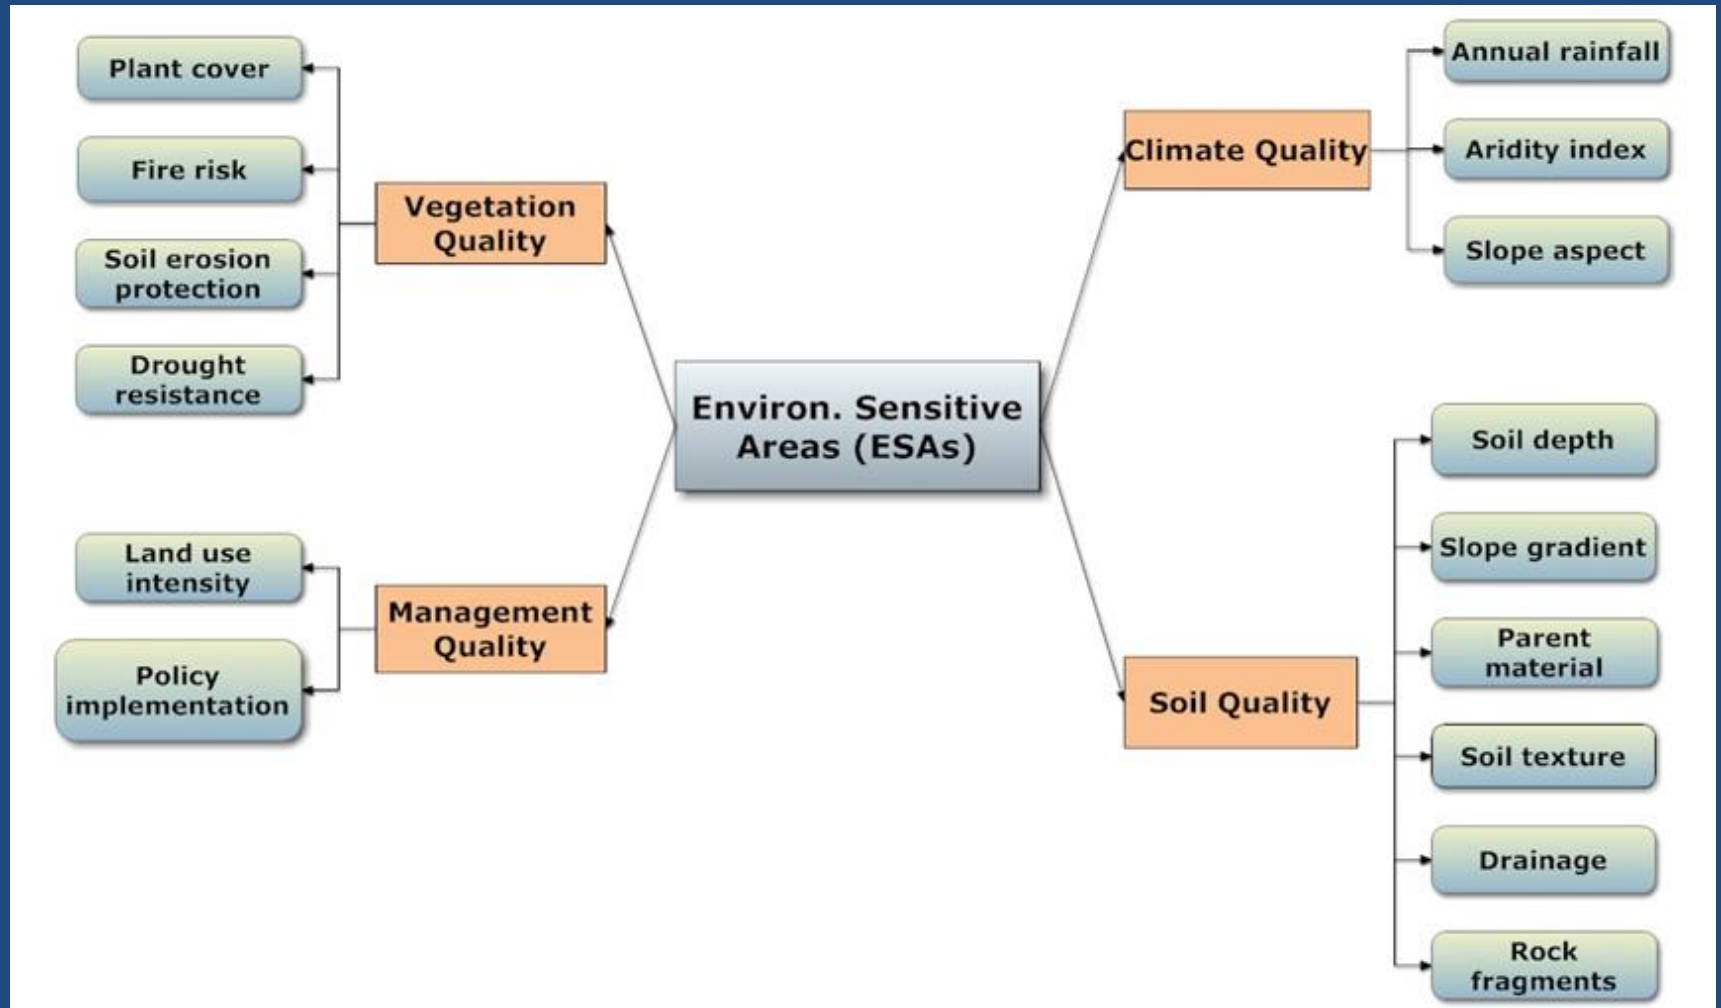 Plant cover
Fire risk
Soil erosion
protection
Drought
resistance
Vegetation
Quality
Land use
intensity
Policy
implementation
Management
Quality
Environ. Sensitive
Areas (ESAs)
Climate Quality
Annual rainfall
Aridity index
Slope aspect
Soil Quality
Soil depth
Slope gradient
Parent
material
Soil texture
Drainage
Rock
fragments